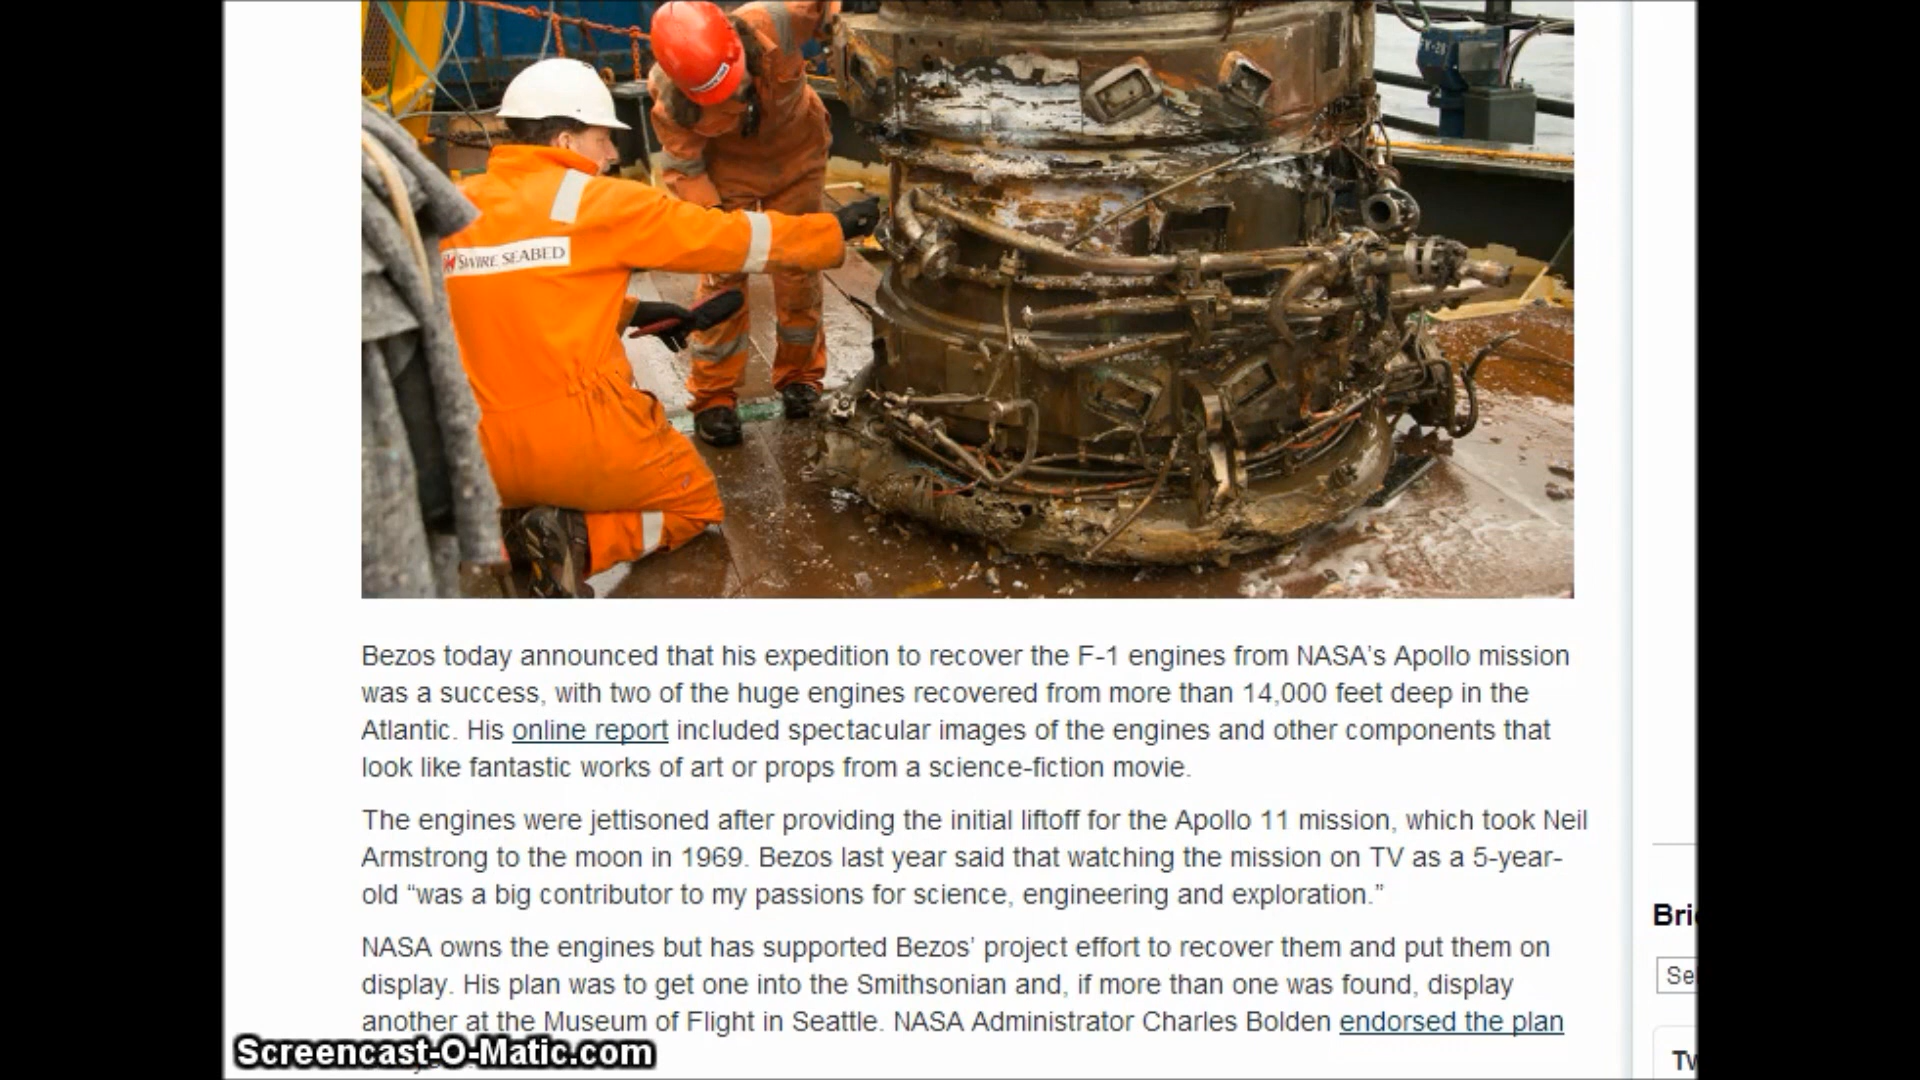 SWIRE SEABED
FW-28
Bezos today announced that his expedition to recover the F-1 engines from NASA’s Apollo mission
was a success, with two of the huge engines recovered from more than 14,000 feet deep in the
Atlantic. His online report included spectacular images of the engines and other components that
look like fantastic works of art or props from a science-fiction movie.
The engines were jettisoned after providing the initial liftoff for the Apollo 11 mission, which took Neil
Armstrong to the moon in 1969. Bezos last year said that watching the mission on TV as a 5-year-
old “was a big contributor to my passions for science, engineering and exploration.”
NASA owns the engines but has supported Bezos’ project effort to recover them and put them on
display. His plan was to get one into the Smithsonian and, if more than one was found, display
another at the Museum of Flight in Seattle. NASA Administrator Charles Bolden endorsed the plan
Bri
Se
Tw
Screencast-O-Matic.com